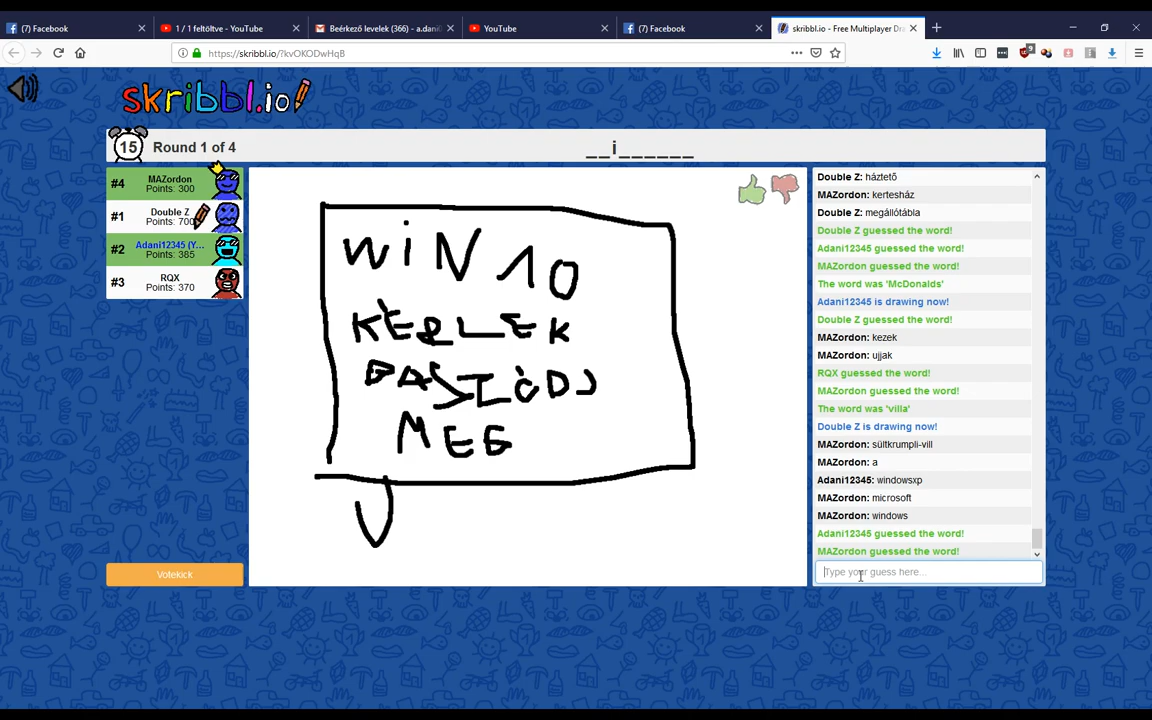 (7) Facebook
1 / 1 feltöltve - YouTube
Beérkező levelek (366) - a.dani
YouTube
(7) Facebook
skribbl.io - Free Multiplayer Dra
https://skribbl.io/?kvOKODwHqB
9
skribbl.io
15
Round 1 of 4
__i______
#4
MAZordon
Points: 300
#1
Double Z
Points: 700
#2
Adani12345 (Y...
Points: 385
#3
RQX
Points: 370
Votekick
WiN 10
KÉRLEK
MEG
Double Z: háztető
MAZordon: kertesház
Double Z: megállótábla
Double Z guessed the word!
Adani12345 guessed the word!
MAZordon guessed the word!
The word was 'McDonalds'
Adani12345 is drawing now!
Double Z guessed the word!
MAZordon: kezek
MAZordon: ujjak
RQX guessed the word!
MAZordon guessed the word!
The word was 'villa'
Double Z is drawing now!
MAZordon: sültkrumpli-vill
MAZordon: a
Adani12345: windowsxp
MAZordon: microsoft
MAZordon: windows
Adani12345 guessed the word!
MAZordon guessed the word!
Type your guess here...